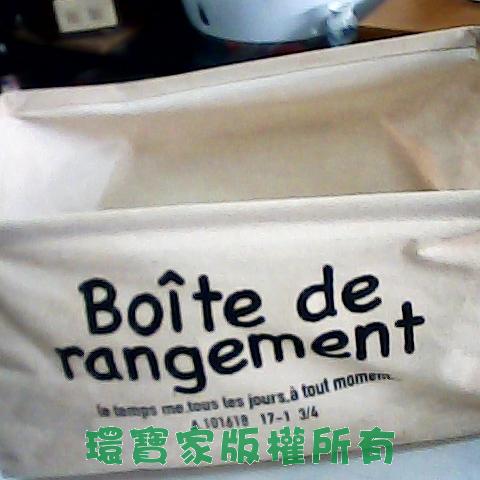 Boîte de
rangement
le temps me.tous les jours.à tout momen
A 101618 17-1 3/4
環寶家版權所有